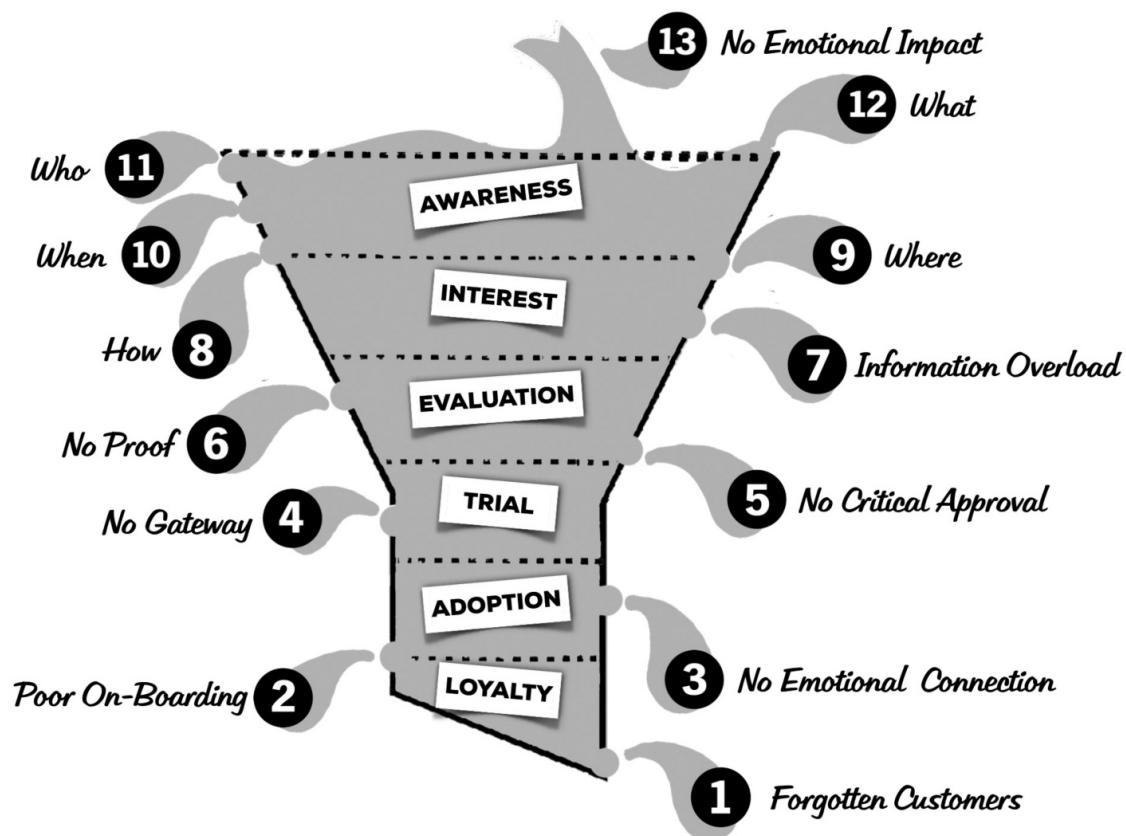 13 No Emotional Impact
12 What
Who 11
AWARENESS
When 10
9 Where
INTEREST
How 8
7 Information Overload
EVALUATION
No Proof 6
5 No Critical Approval
TRIAL
No Gateway 4
ADOPTION
3 No Emotional Connection
Poor On-Boarding 2
LOYALTY
1 Forgotten Customers